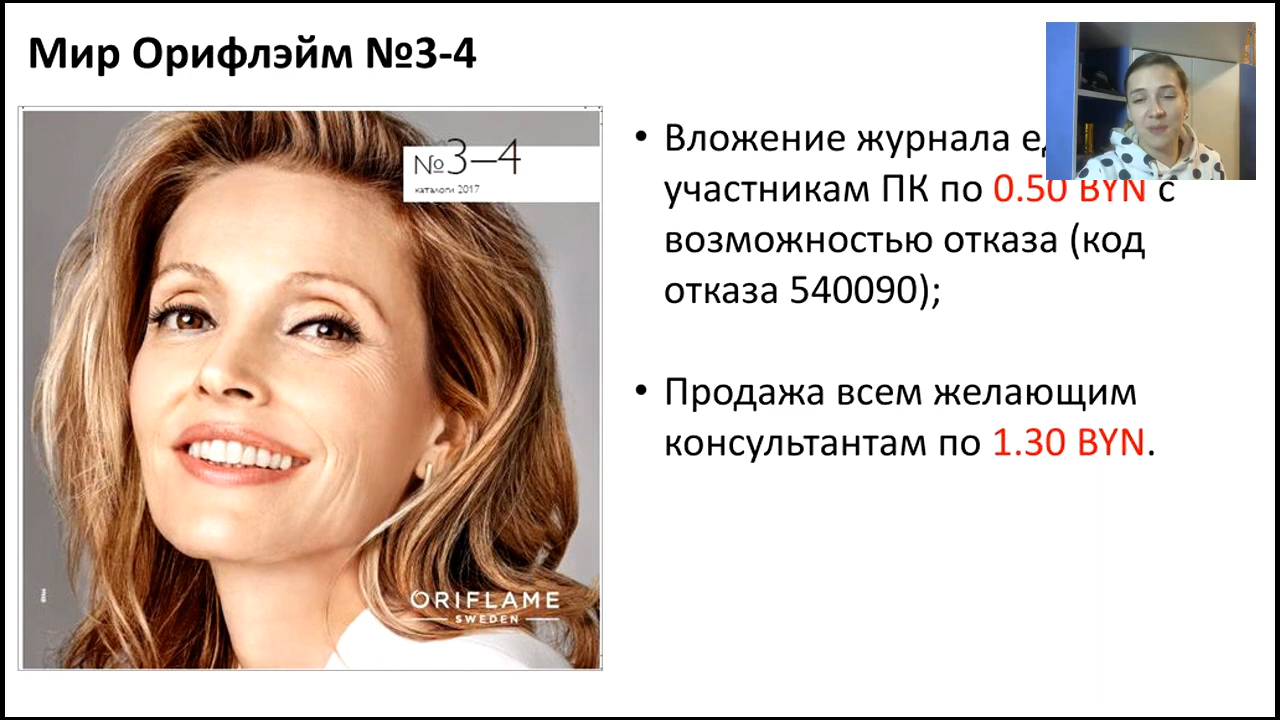 Мир Орифлэйм №3-4
№3–4
каталоги 2017
ORIFLAME
SWEDEN
• Вложение журнала
участникам ПК по 0.50 BYN с
возможностью отказа (код
отказа 540090);
• Продажа всем желающим
консультантам по 1.30 BYN.